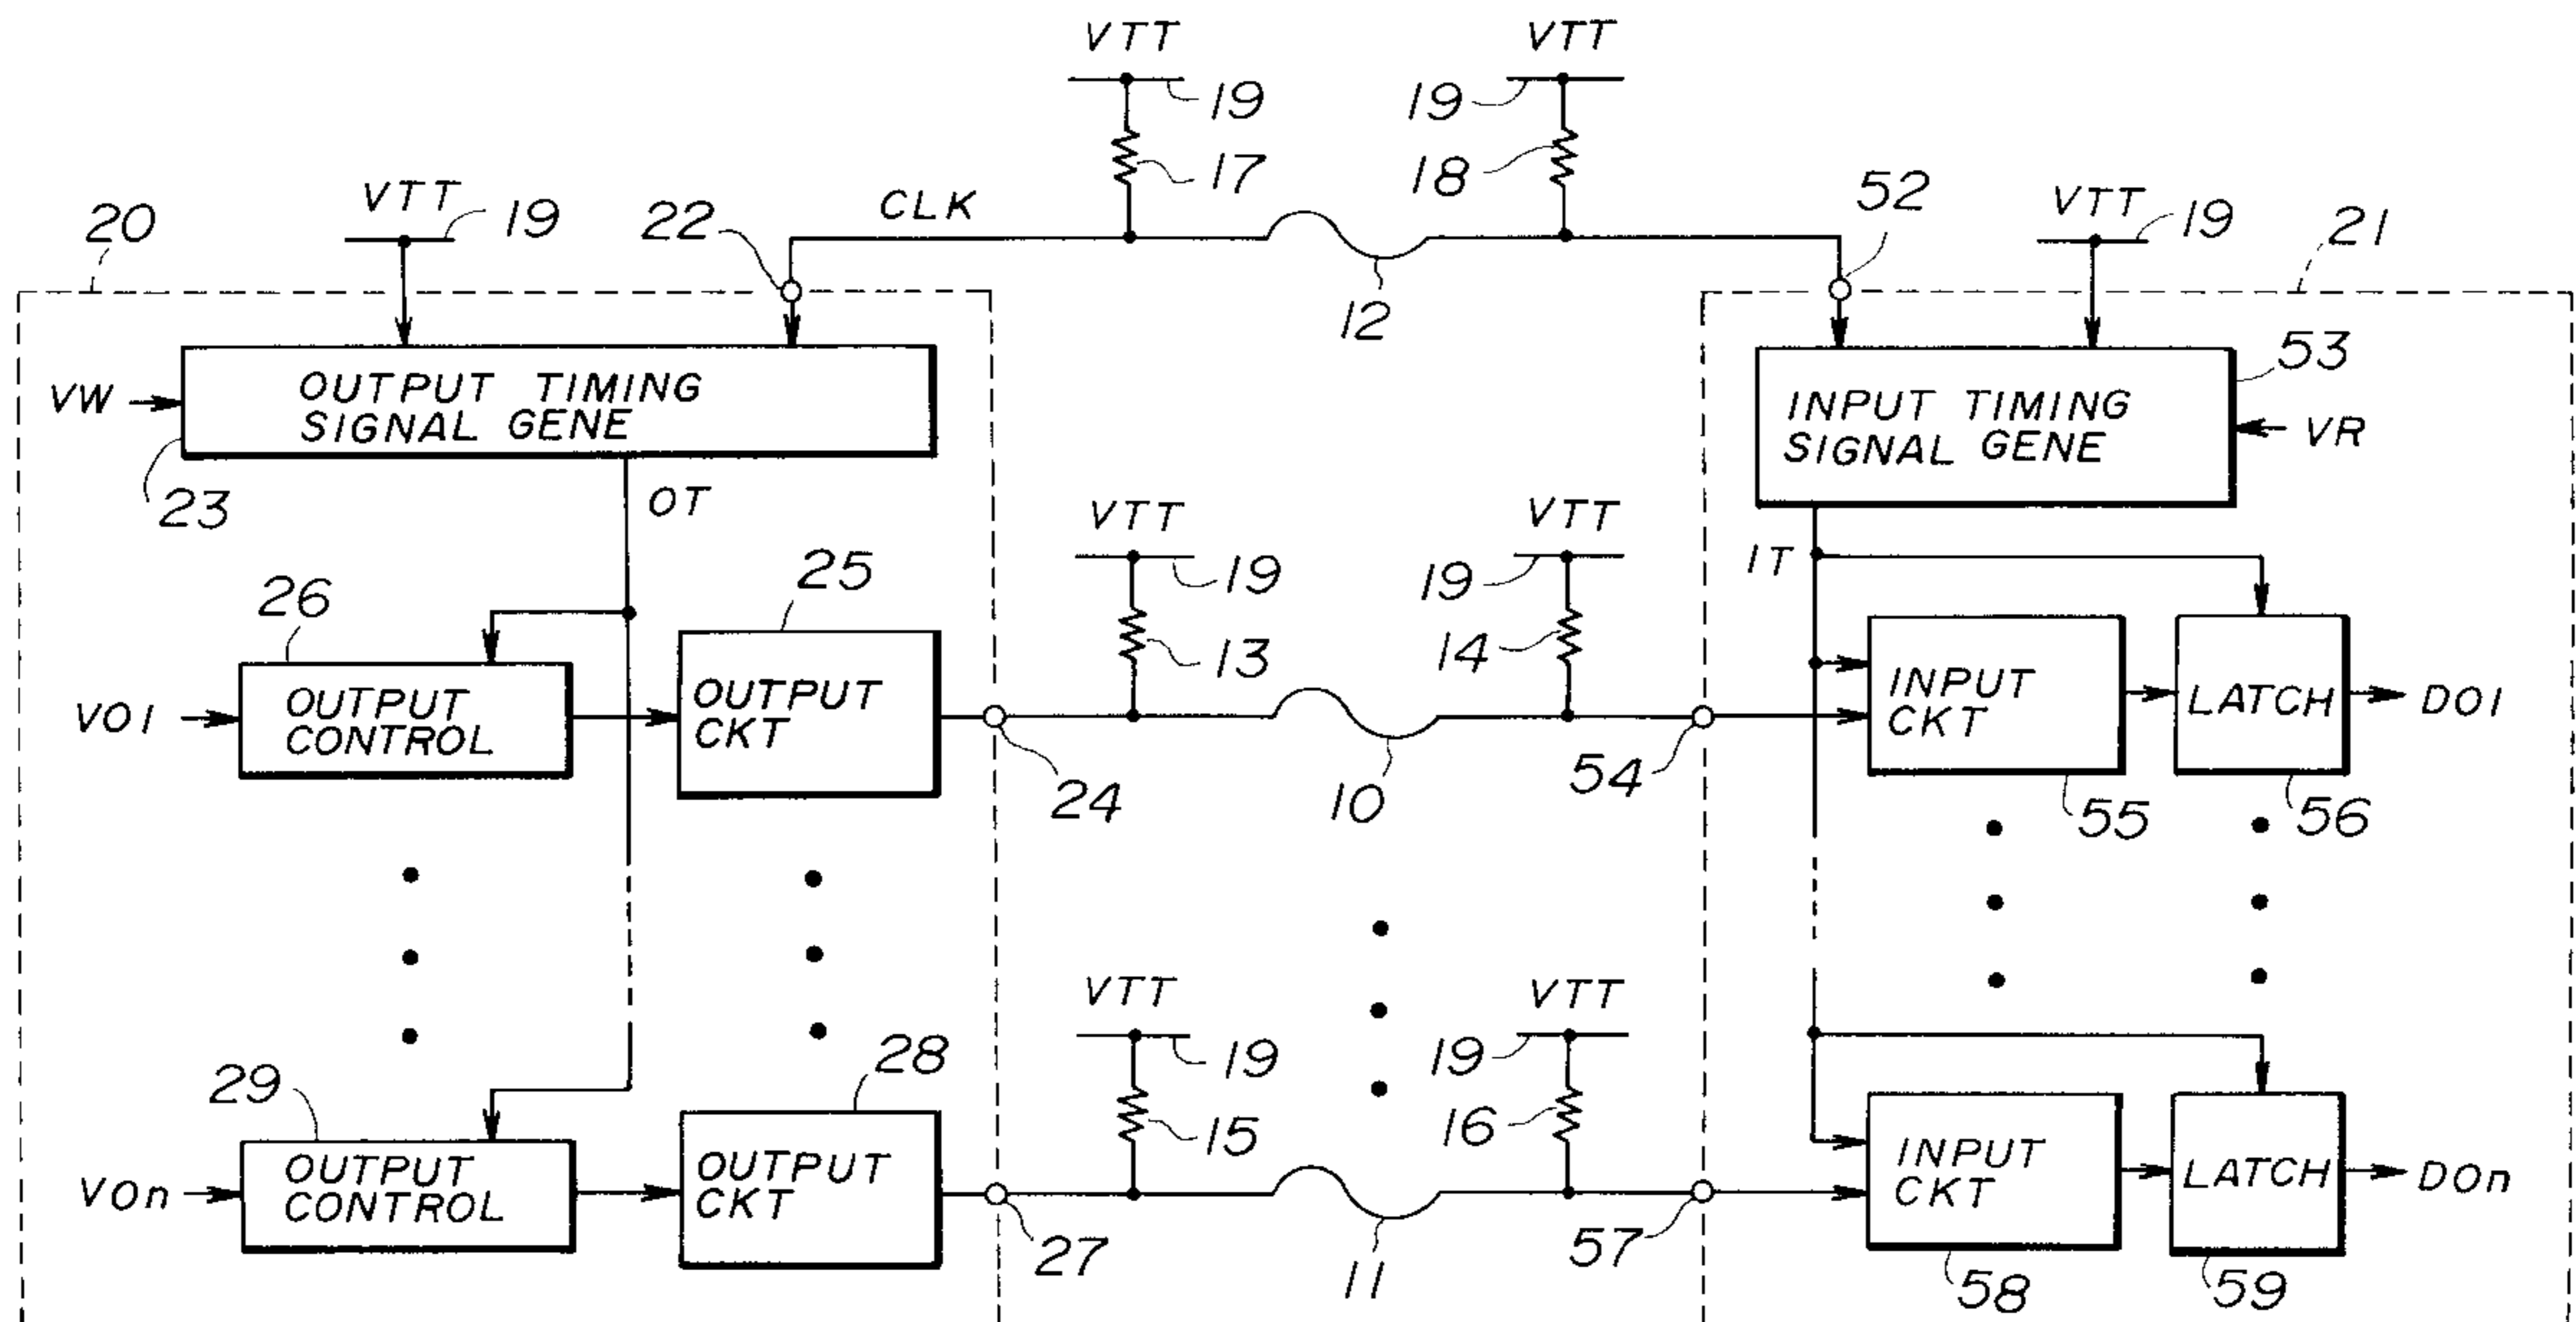 VTT
VTT
19
19
17
18
VTT
19
CLK
22
20
52
VTT
19
21
12
VW
OUTPUT TIMING
SIGNAL GENE
23
OT
INPUT TIMING
SIGNAL GENE
53
VR
VTT
19
VTT
19
IT
26
25
13
14
VO1
OUTPUT
CONTROL
OUTPUT
CKT
24
10
54
INPUT
CKT
LATCH
DO1
55
56
VTT
19
VTT
19
29
28
15
16
VOn
OUTPUT
CONTROL
OUTPUT
CKT
27
11
57
INPUT
CKT
LATCH
DOn
58
59